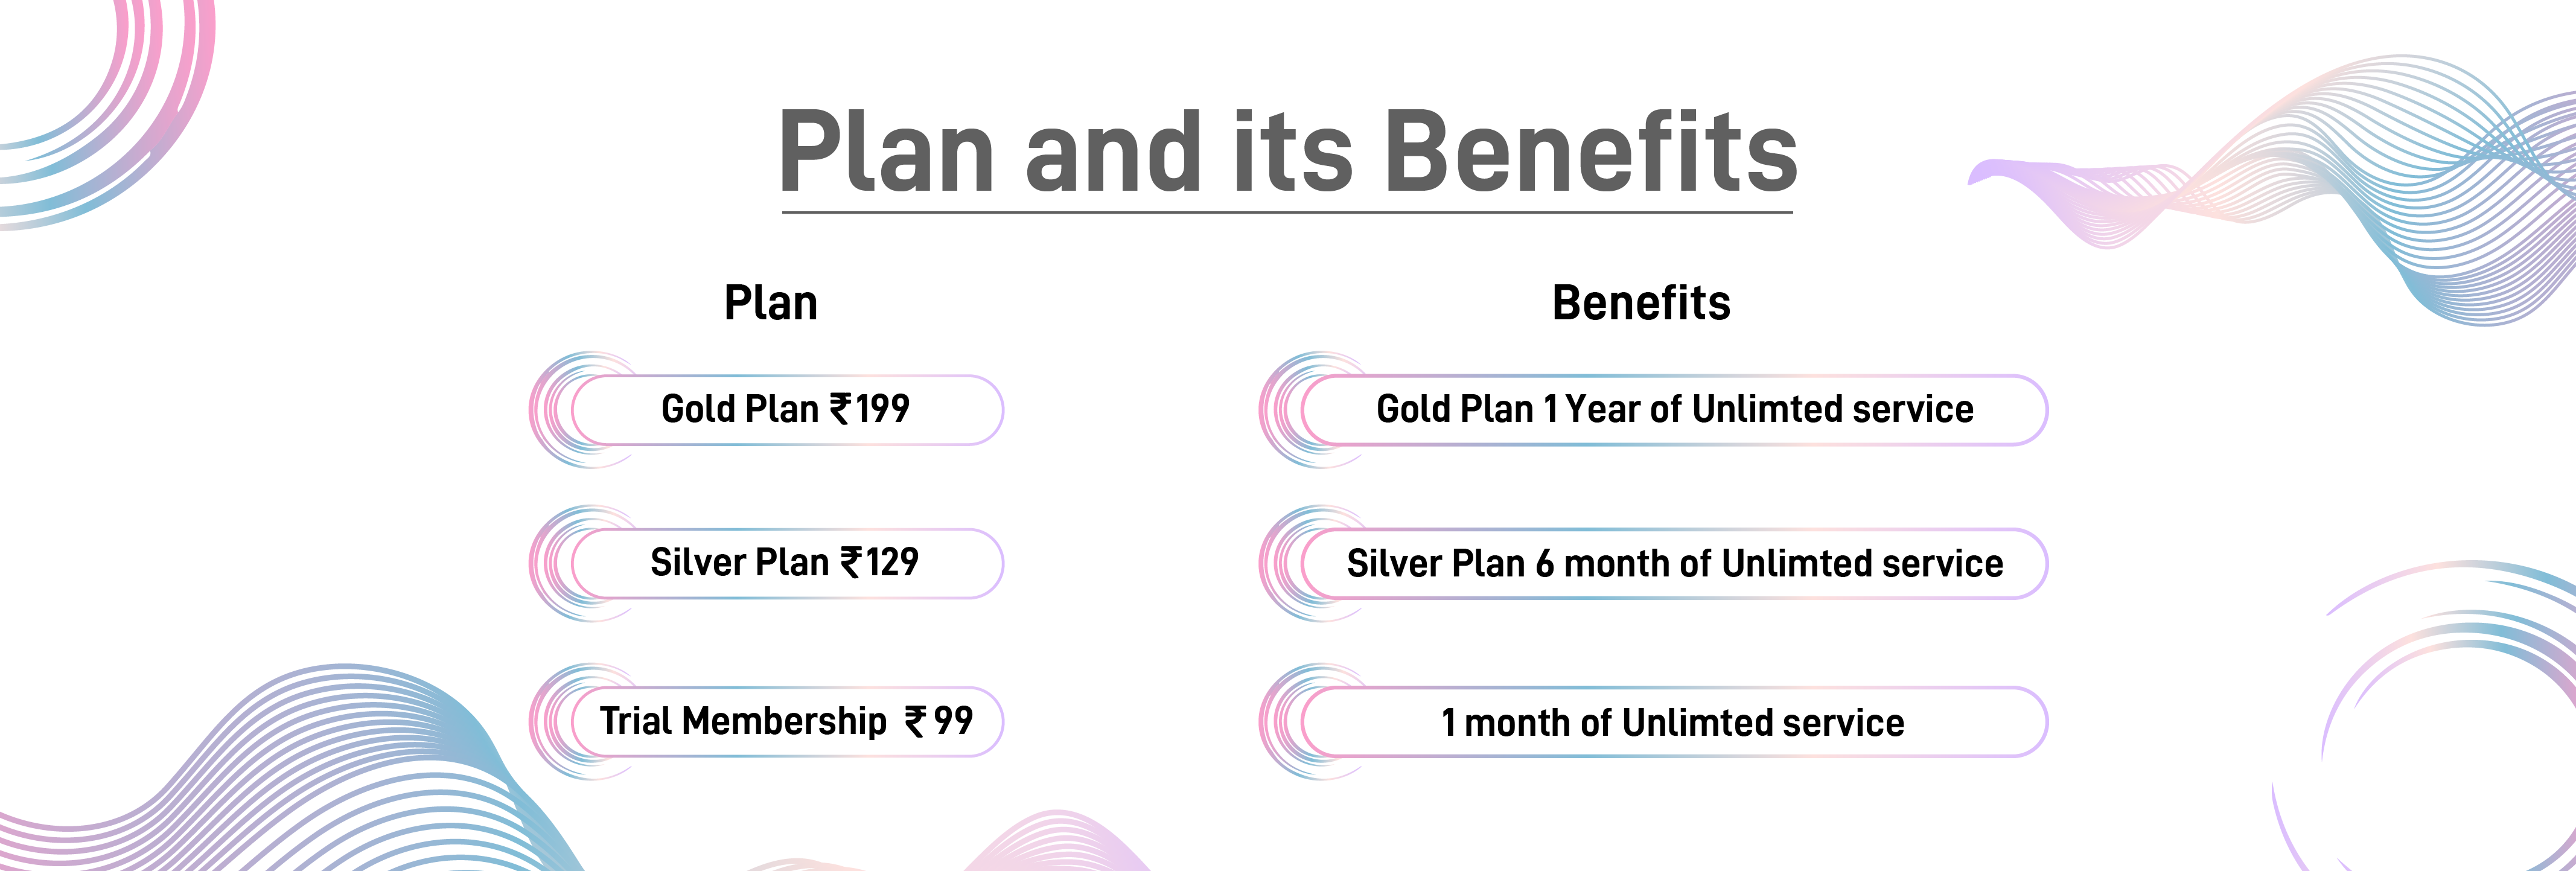 Plan and its Benefits
Plan
Benefits
Gold Plan ₹199
Gold Plan 1 Year of Unlimted service
Silver Plan ₹129
Silver Plan 6 month of Unlimted service
Trial Membership ₹ 99
1 month of Unlimted service